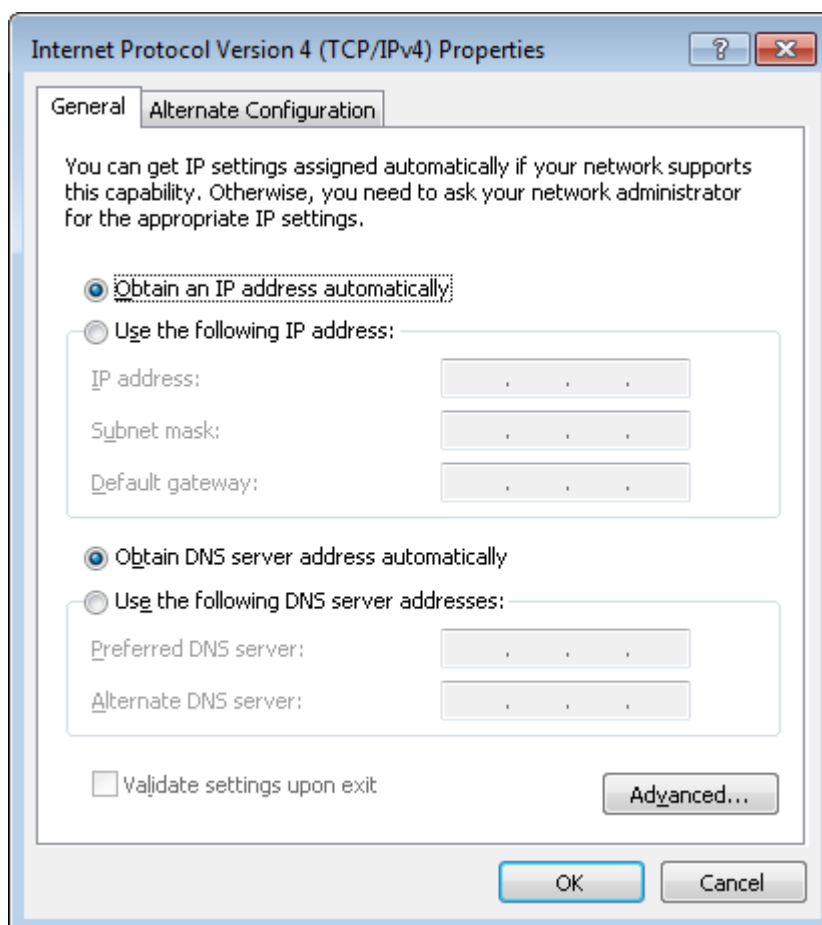 Internet Protocol Version 4 (TCP/IPv4) Properties
General
Alternate Configuration
You can get IP settings assigned automatically if your network supports
this capability. Otherwise, you need to ask your network administrator
for the appropriate IP settings.
Obtain an IP address automatically
Use the following IP address:
IP address:
Subnet mask:
Default gateway:
Obtain DNS server address automatically
Use the following DNS server addresses:
Preferred DNS server:
Alternate DNS server:
Validate settings upon exit
Advanced...
OK
Cancel